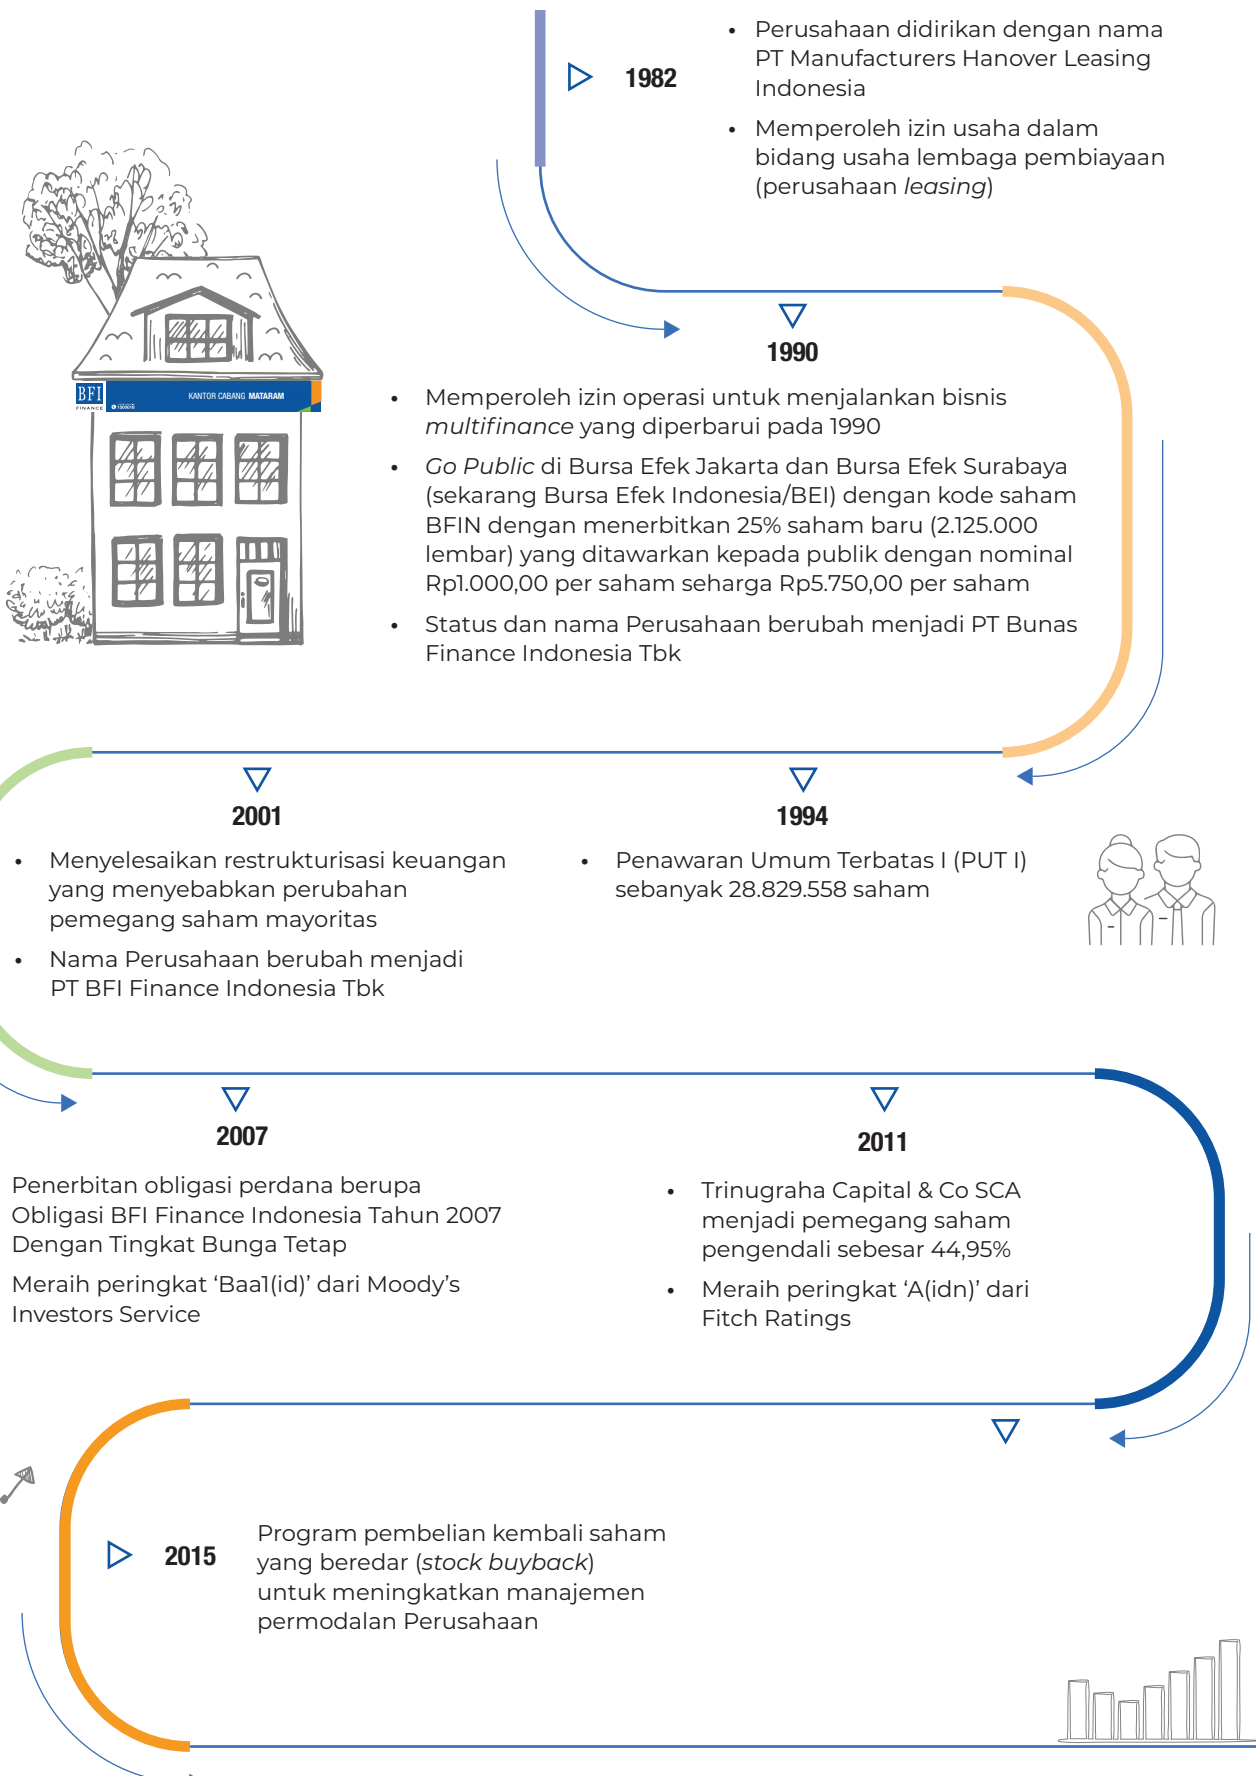 1982
• Perusahaan didirikan dengan nama
PT Manufacturers Hanover Leasing
Indonesia
• Memperoleh izin usaha dalam
bidang usaha lembaga pembiayaan
(perusahaan leasing)
BFI
FINANCE
1500018
KANTOR CABANG MATARAM
1990
• Memperoleh izin operasi untuk menjalankan bisnis
multifinance yang diperbarui pada 1990
• Go Public di Bursa Efek Jakarta dan Bursa Efek Surabaya
(sekarang Bursa Efek Indonesia/BEI) dengan kode saham
BFIN dengan menerbitkan 25% saham baru (2.125.000
lembar) yang ditawarkan kepada publik dengan nominal
Rp1.000,00 per saham seharga Rp5.750,00 per saham
• Status dan nama Perusahaan berubah menjadi PT Bunas
Finance Indonesia Tbk
2001
• Menyelesaikan restrukturisasi keuangan
yang menyebabkan perubahan
pemegang saham mayoritas
• Nama Perusahaan berubah menjadi
PT BFI Finance Indonesia Tbk
1994
• Penawaran Umum Terbatas I (PUT I)
sebanyak 28.829.558 saham
2007
Penerbitan obligasi perdana berupa
Obligasi BFI Finance Indonesia Tahun 2007
Dengan Tingkat Bunga Tetap
Meraih peringkat ‘Baa1(id)’ dari Moody’s
Investors Service
2011
• Trinugraha Capital & Co SCA
menjadi pemegang saham
pengendali sebesar 44,95%
• Meraih peringkat ‘A(idn)’ dari
Fitch Ratings
2015
Program pembelian kembali saham
yang beredar (stock buyback)
untuk meningkatkan manajemen
permodalan Perusahaan